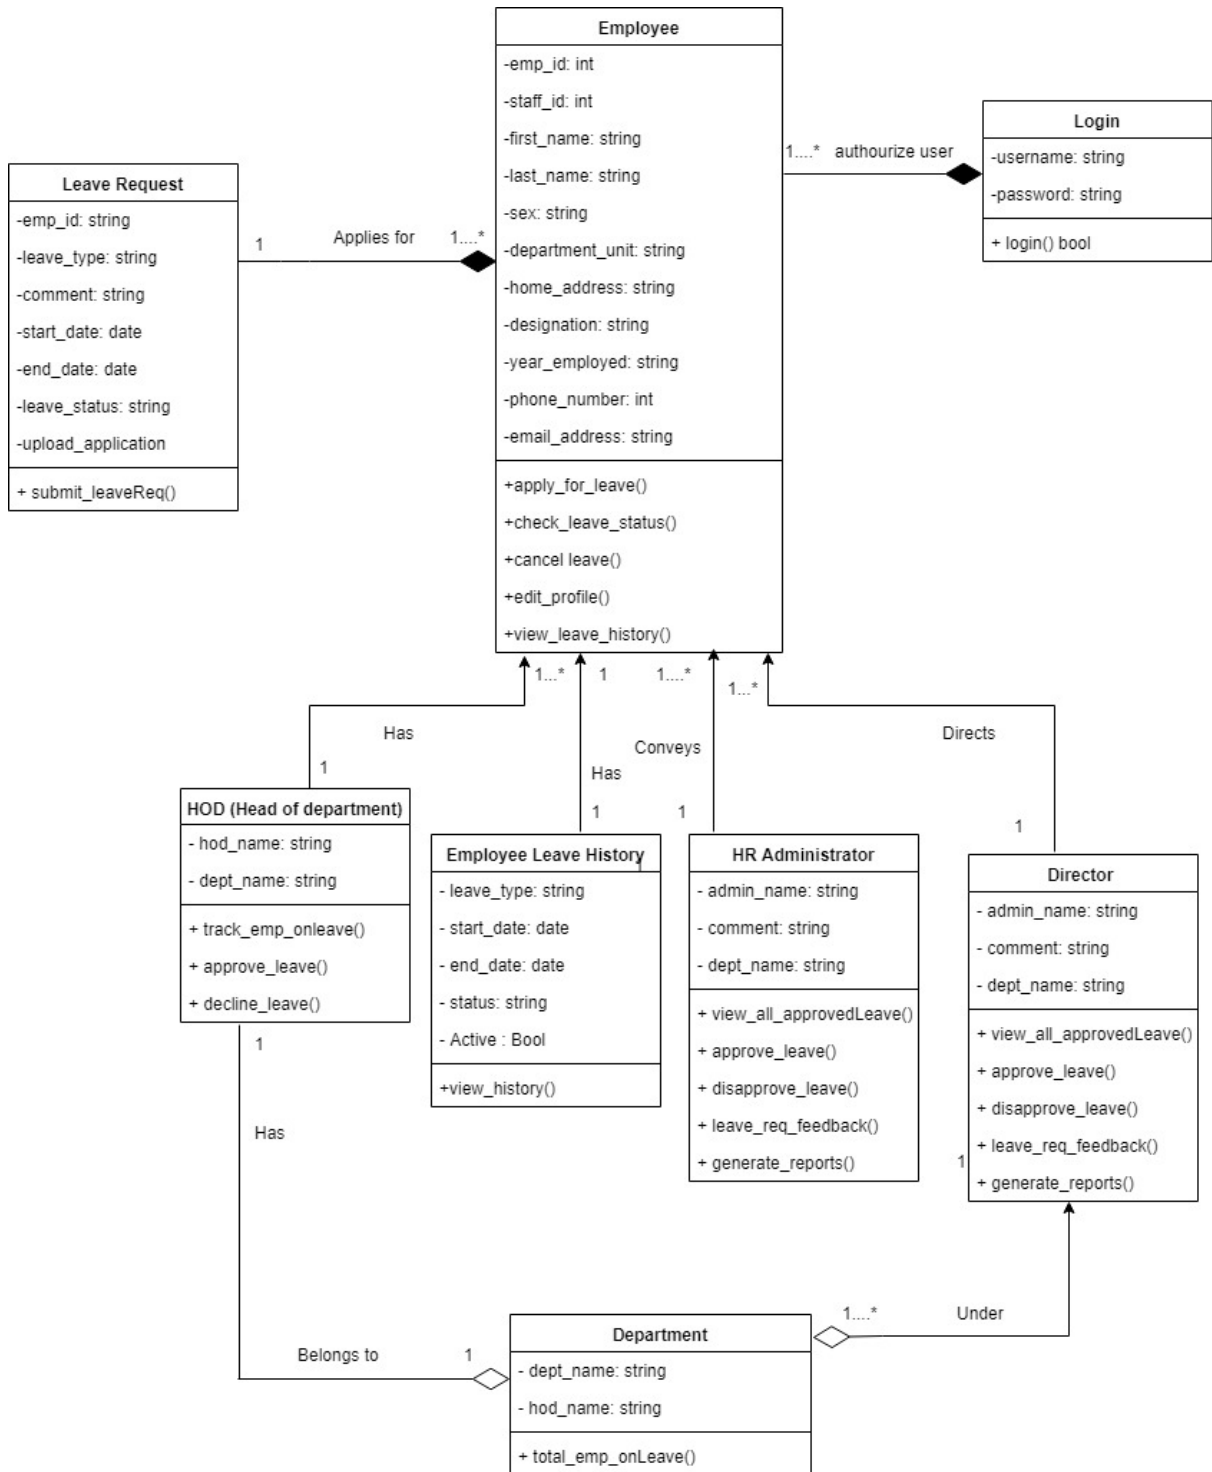 Employee
-emp_id: int
-staff_id: int
-first_name: string
-last_name: string
-sex: string
-department_unit: string
-home_address: string
-designation: string
-year_employed: string
-phone_number: int
-email_address: string
+apply_for_leave()
+check_leave_status()
+cancel leave()
+edit_profile()
+view_leave_history()
1....*
authourize user
Login
-username: string
-password: string
+ login() bool
Leave Request
-emp_id: string
-leave_type: string
-comment: string
-start_date: date
-end_date: date
-leave_status: string
-upload_application
+ submit_leaveReq()
1
Applies for
1....*
1...*
1
1....*
1...*
Has
Has
Conveys
Directs
1
1
1
1
HOD (Head of department)
- hod_name: string
- dept_name: string
+ track_emp_onleave()
+ approve_leave()
+ decline_leave()
Employee Leave History
1
- leave_type: string
- start_date: date
- end_date: date
- status: string
- Active : Bool
+view_history()
HR Administrator
- admin_name: string
- comment: string
- dept_name: string
+ view_all_approvedLeave()
+ approve_leave()
+ disapprove_leave()
+ leave_req_feedback()
+ generate_reports()
Director
- admin_name: string
- comment: string
- dept_name: string
+ view_all_approvedLeave()
+ approve_leave()
+ disapprove_leave()
+ leave_req_feedback()
+ generate_reports()
1
1
Has
Belongs to
1
1....*
Under
Department
- dept_name: string
- hod_name: string
+ total_emp_onLeave()